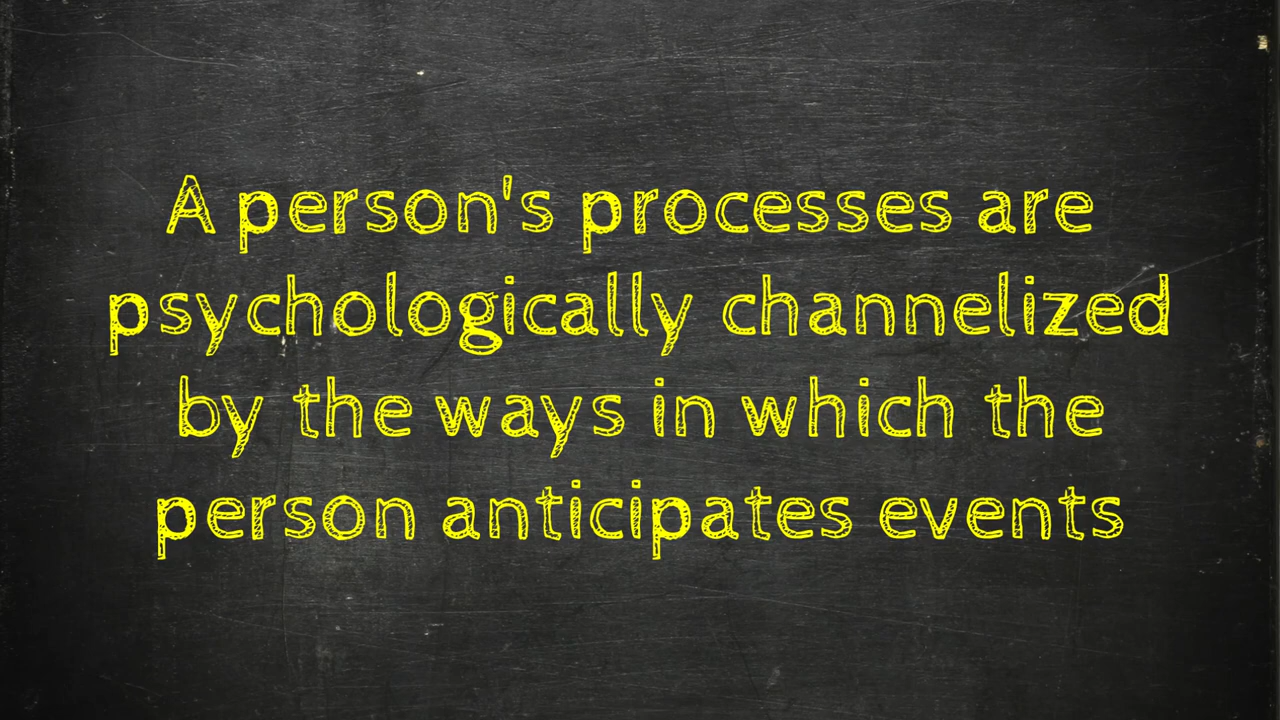 A person's processes are
psychologically channelized
by the ways in which the
person anticipates events